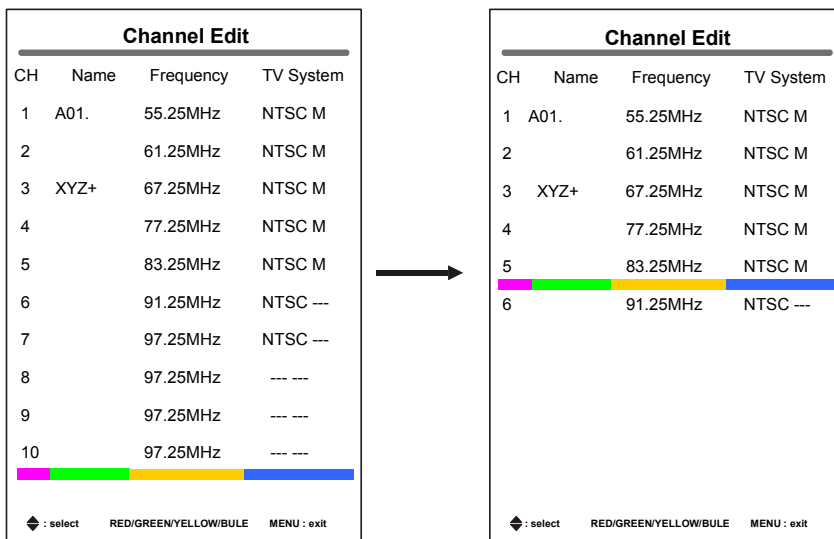 Channel Edit
CH Name Frequency TV System
1 A01. 55.25MHz NTSC M
2 61.25MHz NTSC M
3 XYZ+ 67.25MHz NTSC M
4 77.25MHz NTSC M
5 83.25MHz NTSC M
6 91.25MHz NTSC ---
7 97.25MHz NTSC ---
8 97.25MHz --- ---
9 97.25MHz --- ---
10 97.25MHz --- ---
: select RED/GREEN/YELLOW/BULE MENU : exit
Channel Edit
CH Name Frequency TV System
1 A01. 55.25MHz NTSC M
2 61.25MHz NTSC M
3 XYZ+ 67.25MHz NTSC M
4 77.25MHz NTSC M
5 83.25MHz NTSC M
6 91.25MHz NTSC ---
: select RED/GREEN/YELLOW/BULE MENU : exit